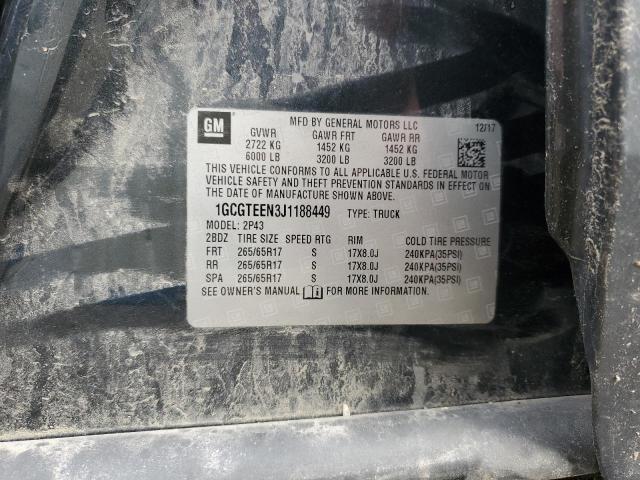 GM
MFD BY GENERAL MOTORS LLC 12/17
GVWR GAWR FRT GAWR RR
2722 KG 1452 KG 1452 KG
6000 LB 3200 LB 3200 LB
THIS VEHICLE CONFORMS TO ALL APPLICABLE U.S. FEDERAL MOTOR
VEHICLE SAFETY AND THEFT PREVENTION STANDARDS IN EFFECT ON
THE DATE OF MANUFACTURE SHOWN ABOVE.
1GCGTEEN3J1188449 TYPE: TRUCK
MODEL: 2P43
2BDZ TIRE SIZE SPEED RTG RIM COLD TIRE PRESSURE
FRT 265/65R17 S 17X8.0J 240KPA(35PSI)
RR 265/65R17 S 17X8.0J 240KPA(35PSI)
SPA 265/65R17 S 17X8.0J 240KPA(35PSI)
SEE OWNER'S MANUAL FOR MORE INFORMATION.